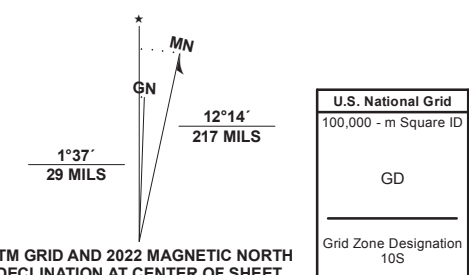 ★
MN
GN
1°37´
29 MILS
12°14´
217 MILS
TM GRID AND 2022 MAGNETIC NORTH
DECLINATION AT CENTER OF SHEET
U.S. National Grid
100,000 - m Square ID
GD
Grid Zone Designation
10S